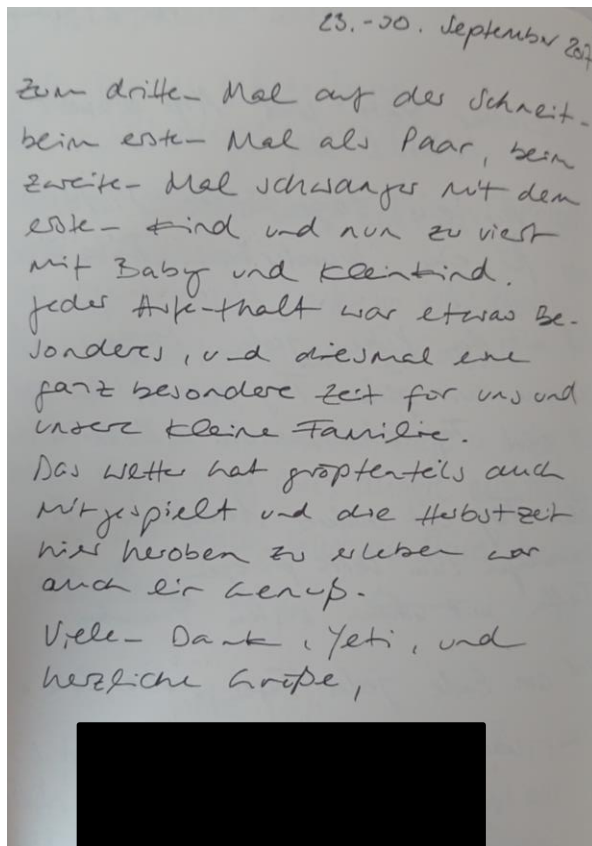 23.-30. September 2017
Zum dritten Mal auf der Schneit-
beim ersten Mal als Paar, beim
zweiten Mal schwanger mit dem
ersten Kind und nun zu viert
mit Baby und Kleinkind.
Jeder Aufenthalt war etwas Be-
sonderes, und diesmal eine
ganz besondere Zeit für uns und
unsere kleine Familie.
Das Wetter hat größtenteils auch
mitgespielt und die Herbstzeit
hier heroben zu erleben war
auch ein Genuß.
Vielen Dank, Yeti, und
herzliche Grüße,